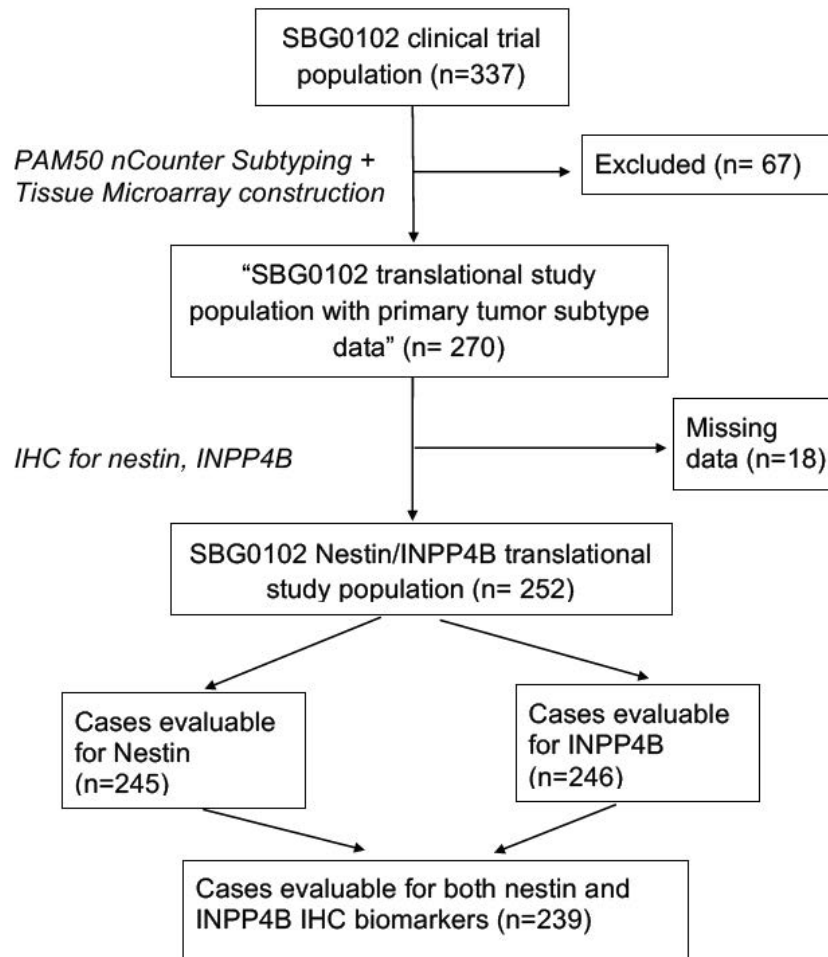 SBG0102 clinical trial
population (n=337)
PAM50 nCounter Subtyping +
Tissue Microarray construction
Excluded (n= 67)
“SBG0102 translational study
population with primary tumor subtype
data” (n= 270)
IHC for nestin, INPP4B
Missing
data (n=18)
SBG0102 Nestin/INPP4B translational
study population (n= 252)
Cases evaluable
for Nestin
(n=245)
Cases evaluable
for INPP4B
(n=246)
Cases evaluable for both nestin and
INPP4B IHC biomarkers (n=239)